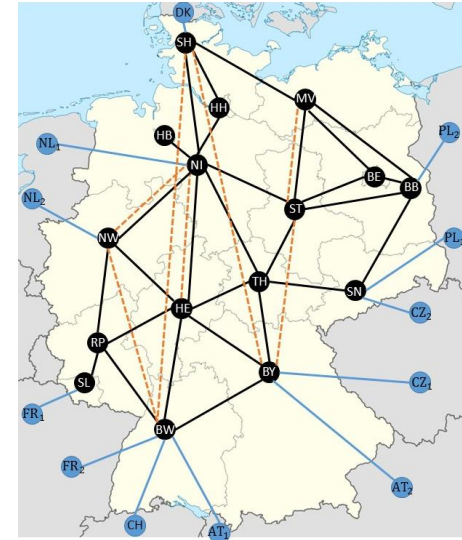 DK
SH
HH
MV
HB
PL₂
NL₁
NI
BE
BB
NL₂
ST
NW
PL
TH
SN
CZ₂
HE
RP
BY
SL
CZ₁
FR₁
BW
FR₂
AT₂
CH
AT₁